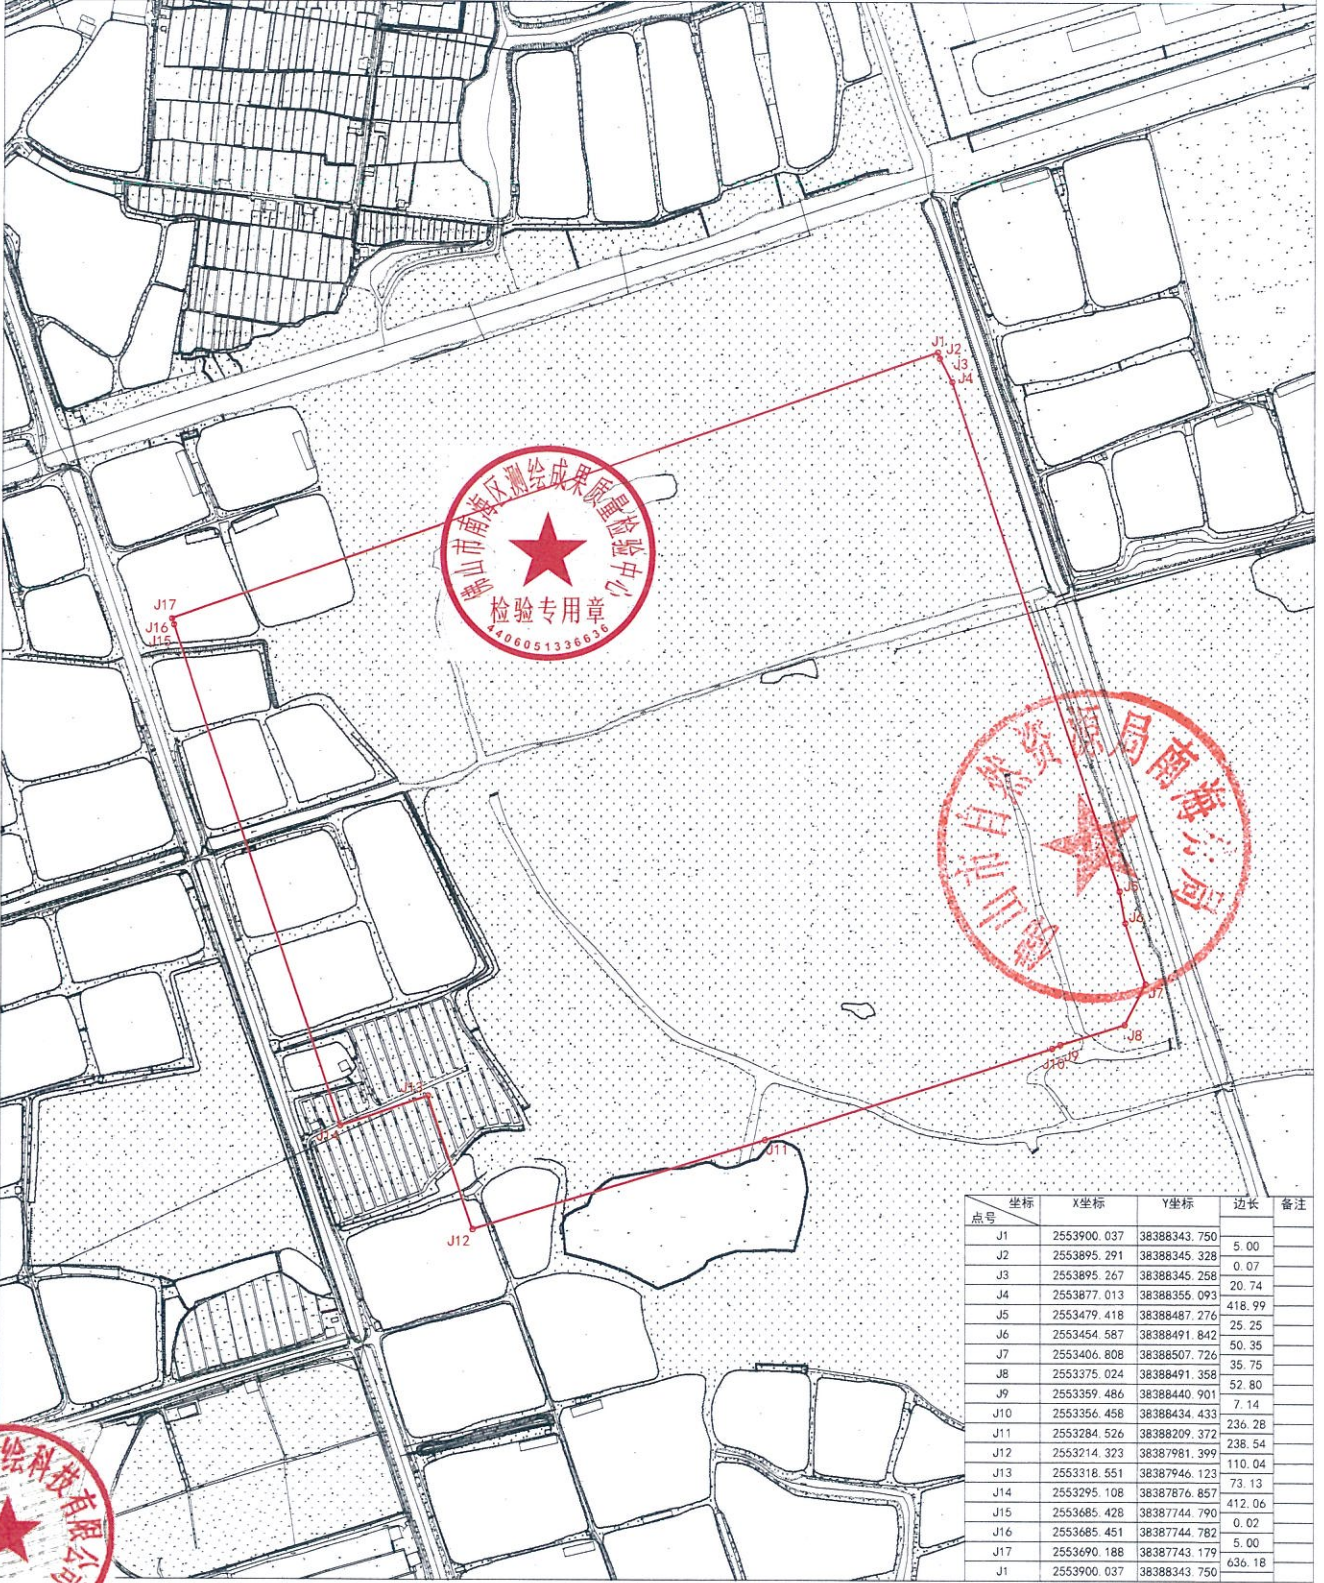 J1
J2
J3
J4
佛山市南海区测绘成果质量检验中心
检验专用章
4406051336636
J17
J16
J15
佛山市自然资源局南海分局
J5
J6
J7
J8
J9
J10
J13
J14
J11
J12
绘科技有限公司
坐标 点号 X坐标 Y坐标 边长 备注
J1 2553900.037 38388343.750
5.00
J2 2553895.291 38388345.328
0.07
J3 2553895.267 38388345.258
20.74
J4 2553877.013 38388355.093
418.99
J5 2553479.418 38388487.276
25.25
J6 2553454.587 38388491.842
50.35
J7 2553406.808 38388507.726
35.75
J8 2553375.024 38388491.358
52.80
J9 2553359.486 38388440.901
7.14
J10 2553356.458 38388434.433
236.28
J11 2553284.526 38388209.372
238.54
J12 2553214.323 38387981.399
110.04
J13 2553318.551 38387946.123
73.13
J14 2553295.108 38387876.857
412.06
J15 2553685.428 38387744.790
0.02
J16 2553685.451 38387744.782
5.00
J17 2553690.188 38387743.179
636.18
J1 2553900.037 38388343.750